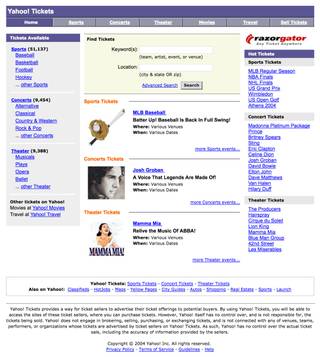 Yahoo! Tickets
Home Sports Concerts Theater Movies Travel Sell Tickets
Tickets Available
Sports (51,137)
Baseball
Basketball
Football
Hockey
... other Sports
Concerts (9,454)
Alternative
Classical
Country & Western
Rock & Pop
... other Concerts
Theater (9,388)
Musicals
Plays
Opera
Ballet
... other Theater
Other tickets on Yahoo!
Movies at Yahoo! Movies
Travel at Yahoo! Travel
Find Tickets
Keyword(s):
(team, artist, event, or venue)
Location:
(city & state OR zip)
Advanced Search Search
Sports Tickets
MLB Baseball
Better Up! Baseball Is Back In Full Swing!
Where: Various Venues
Date: Various Dates
more Sports events...
Concerts Tickets
Josh Groban
A Voice That Legends Are Made Of!
Where: Various Venues
Date: Various Dates
more Concerts events...
Theater Tickets
Mamma Mia
Relive the Music Of ABBA!
Where: Various Venues
Date: Various Dates
MAMMA MIA!
more Theater events...
razorgator
Any Ticket Anywhere
Hot Tickets
Sports Tickets
MLB Regular Season
NBA Finals
NHL Finals
US Grand Prix
Wimbledon
US Open Golf
Athens 2004
Concert Tickets
Madonna Platinum Package
Prince
Britney Spears
Sting
Eric Clapton
Celine Dion
Josh Groban
David Bowie
Elton John
Dave Matthews
Van Halen
Hilary Duff
Theater Tickets
The Producers
Hairspray
Cirque du Soleil
Lion King
Mamma Mia
Blue Man Group
42nd Street
Les Miserables
Yahoo! Tickets: Sports Tickets - Concert Tickets - Theater Tickets
Also on Yahoo!: Classifieds - HotJobs - Maps - Yellow Pages - City Guides - Autos - Shopping - Real Estate - Sports - Launch
Yahoo! Tickets provides a way for ticket sellers to advertise their ticket offerings to potential buyers. By using Yahoo! Tickets, you will be able to
access the sites of these ticket sellers, where you can purchase tickets. However, Yahoo! itself has no control over, and is not responsible for, the
tickets being sold. Yahoo! does not engage in brokering, selling, purchasing, or exchanging tickets, and is not connected with any venues, teams,
performers, or organizations whose tickets are advertised by ticket sellers on Yahoo! Tickets. As such, Yahoo! has no control over the actual ticket
sale, including the accuracy of information provided by the sellers.
Copyright © 2004 Yahoo! Inc. All rights reserved.
Privacy Policy - Terms of Service - Guidelines - Help